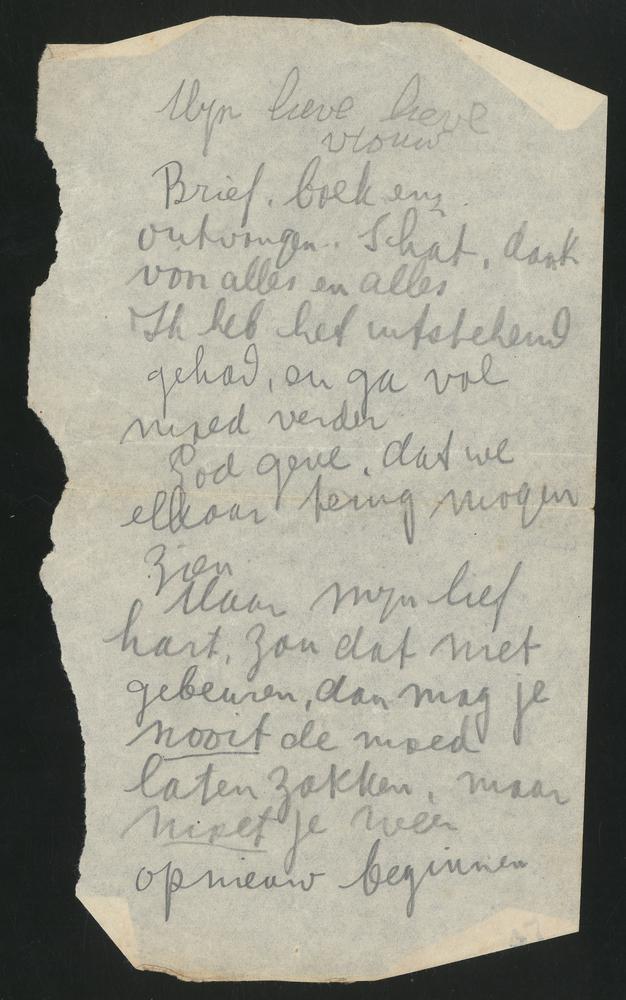 Mijn lieve lieve
vrouw
Brief, boek enz.
ontvangen. Schat, dank
voor alles en alles
Ik heb het uitstekend
gehad, en ga vol
moed verder
God geve, dat we
elkaar terug mogen
zien
Maar mijn lief
hart, zou dat niet
gebeuren, dan mag je
nooit de moed
laten zakken, maar
moet je weer
opnieuw beginnen